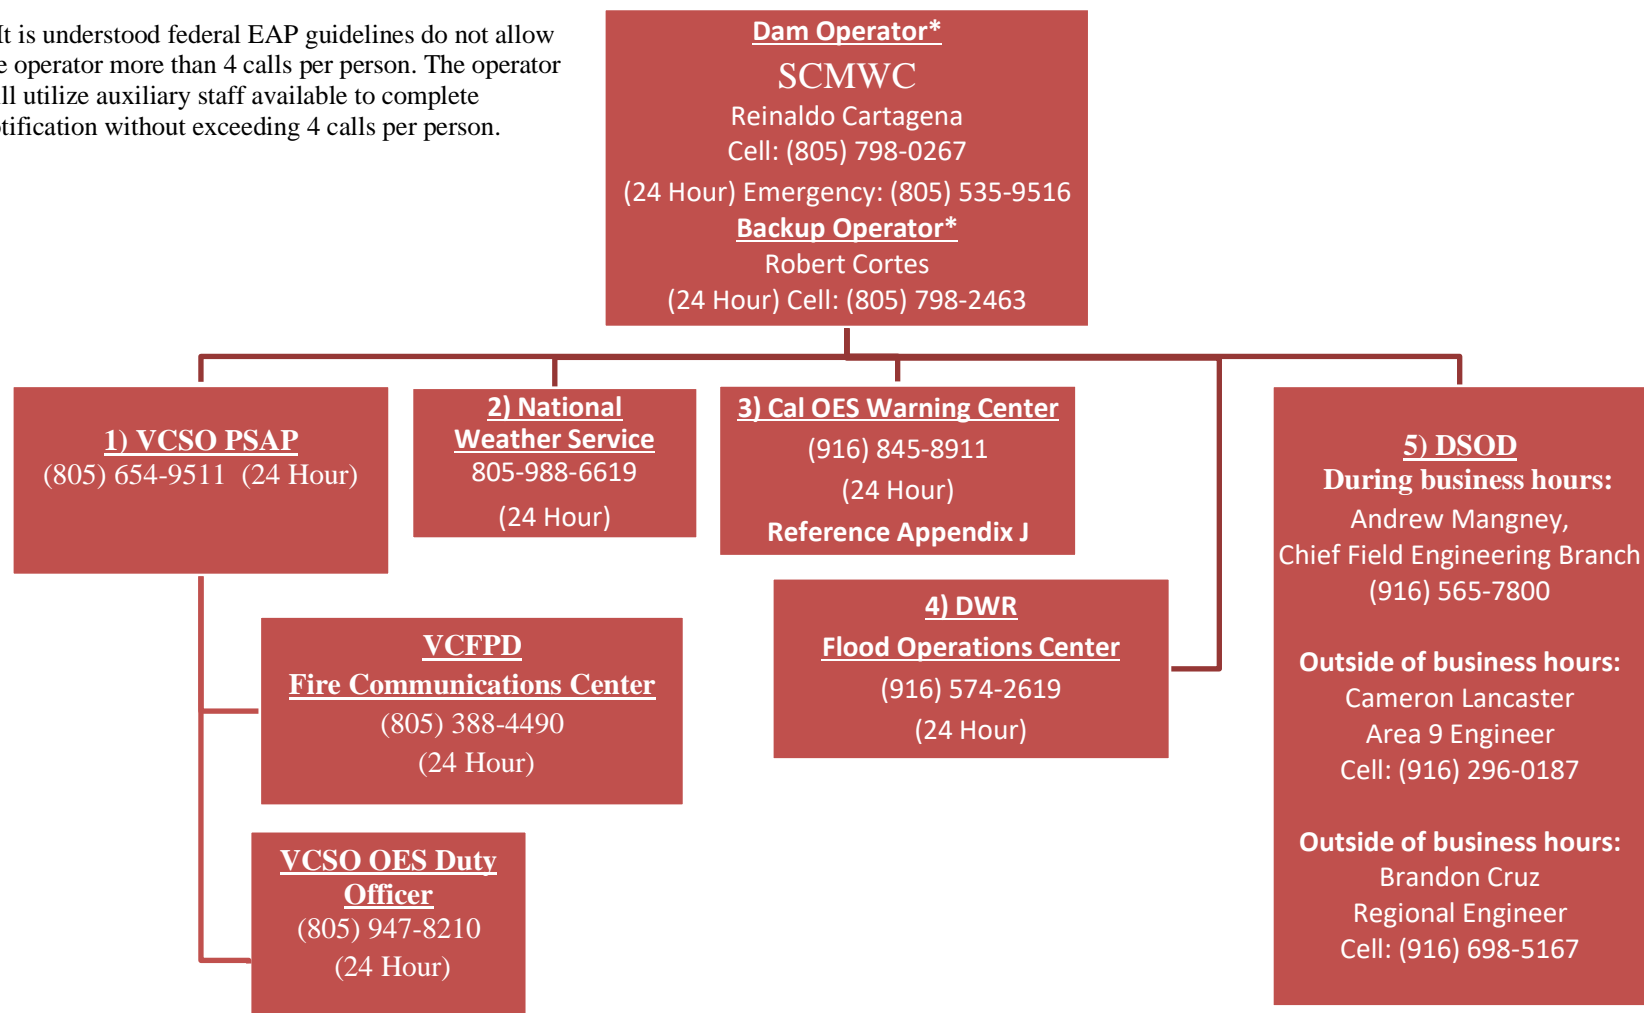 It is understood federal EAP guidelines do not allow
operator more than 4 calls per person. The operator
utilize auxiliary staff available to complete
without exceeding 4 calls per person.
Dam Operator*
SCMWC
Reinaldo Cartagena
Cell: (805) 798-0267
(24 Hour) Emergency: (805) 535-9516
Backup Operator*
Robert Cortes
(24 Hour) Cell: (805) 798-2463
1) VCSO PSAP
(805) 654-9511 (24 Hour)
2) National
Weather Service
805-988-6619
(24 Hour)
3) Cal OES Warning Center
(916) 845-8911
(24 Hour)
Reference Appendix J
4) DWR
Flood Operations Center
(916) 574-2619
(24 Hour)
5) DSOD
During business hours:
Andrew Mangney,
Chief Field Engineering Branch
(916) 565-7800
Outside of business hours:
Cameron Lancaster
Area 9 Engineer
Cell: (916) 296-0187
Outside of business hours:
Brandon Cruz
Regional Engineer
Cell: (916) 698-5167
VCFPD
Fire Communications Center
(805) 388-4490
(24 Hour)
VCSO OES Duty
Officer
(805) 947-8210
(24 Hour)